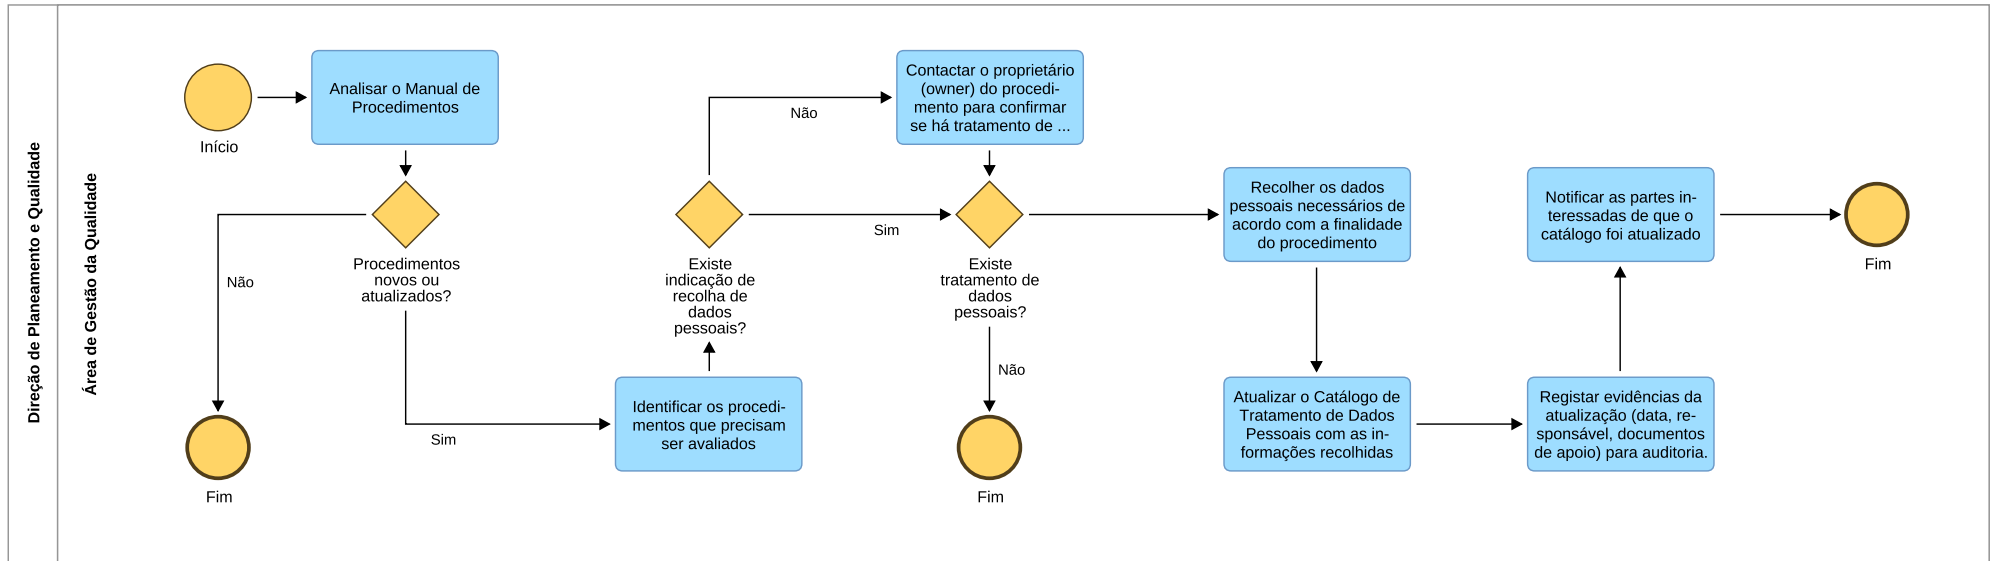 Direção de Planeamento e Qualidade
Área de Gestão da Qualidade
Início
Analisar o Manual de
Procedimentos
Procedimentos
novos ou
atualizados?
Não
Fim
Sim
Identificar os procedi-
mentos que precisam
ser avaliados
Existe
indicação de
recolha de
dados
pessoais?
Não
Sim
Contactar o proprietário
(owner) do procedi-
mento para confirmar
se há tratamento de ...
Existe
tratamento de
dados
pessoais?
Não
Fim
Recolher os dados
pessoais necessários de
acordo com a finalidade
do procedimento
Atualizar o Catálogo de
Tratamento de Dados
Pessoais com as in-
formações recolhidas
Registar evidências da
atualização (data, re-
sponsável, documentos
de apoio) para auditoria.
Notificar as partes in-
teressadas de que o
catálogo foi atualizado
Fim